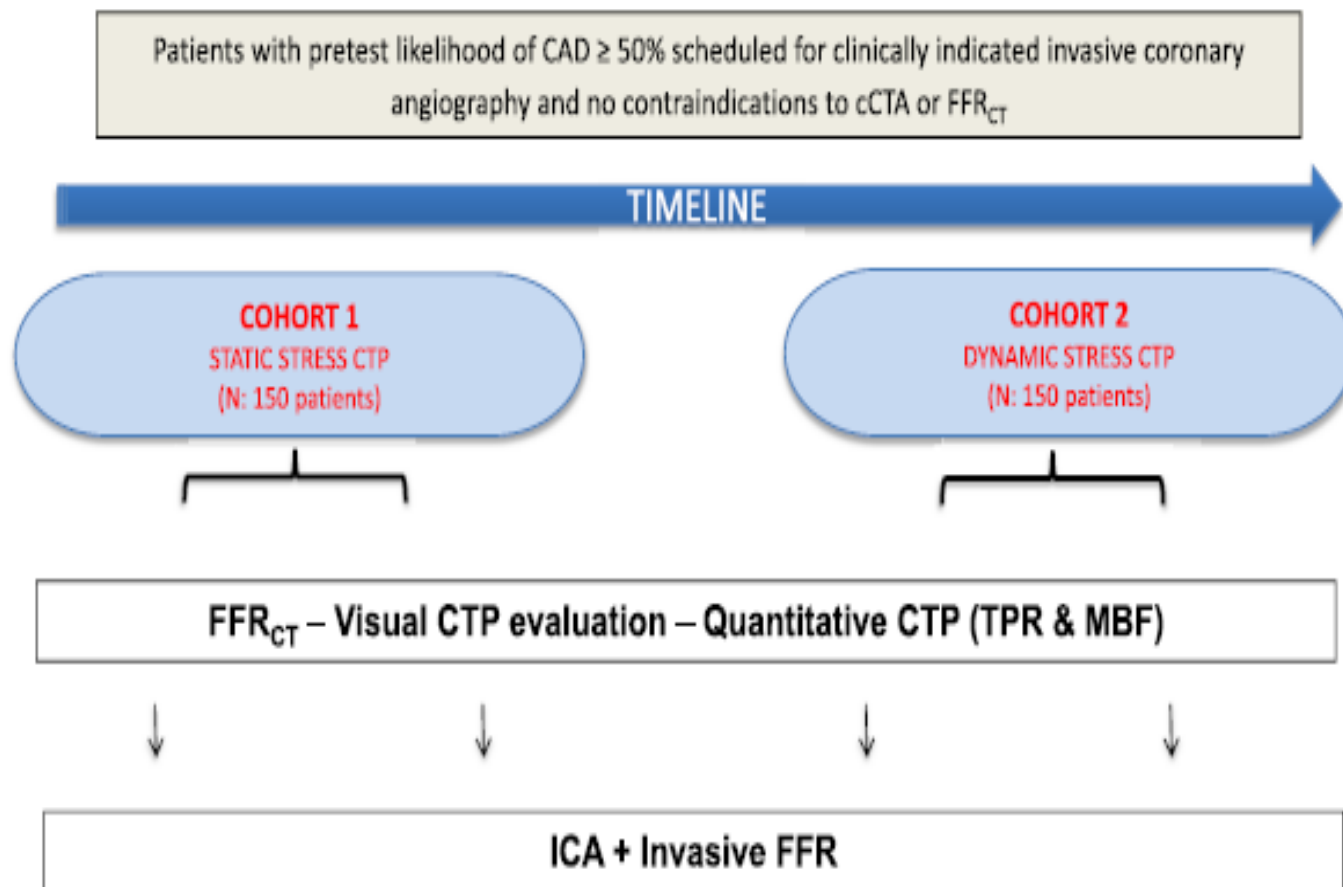 Patients with pretest likelihood of CAD ≥ 50% scheduled for clinically indicated invasive coronary
angiography and no contraindications to cCTA or FFRCT
TIMELINE
COHORT 1
STATIC STRESS CTP
(N: 150 patients)
COHORT 2
DYNAMIC STRESS CTP
(N: 150 patients)
FFRCT – Visual CTP evaluation – Quantitative CTP (TPR & MBF)
ICA + Invasive FFR